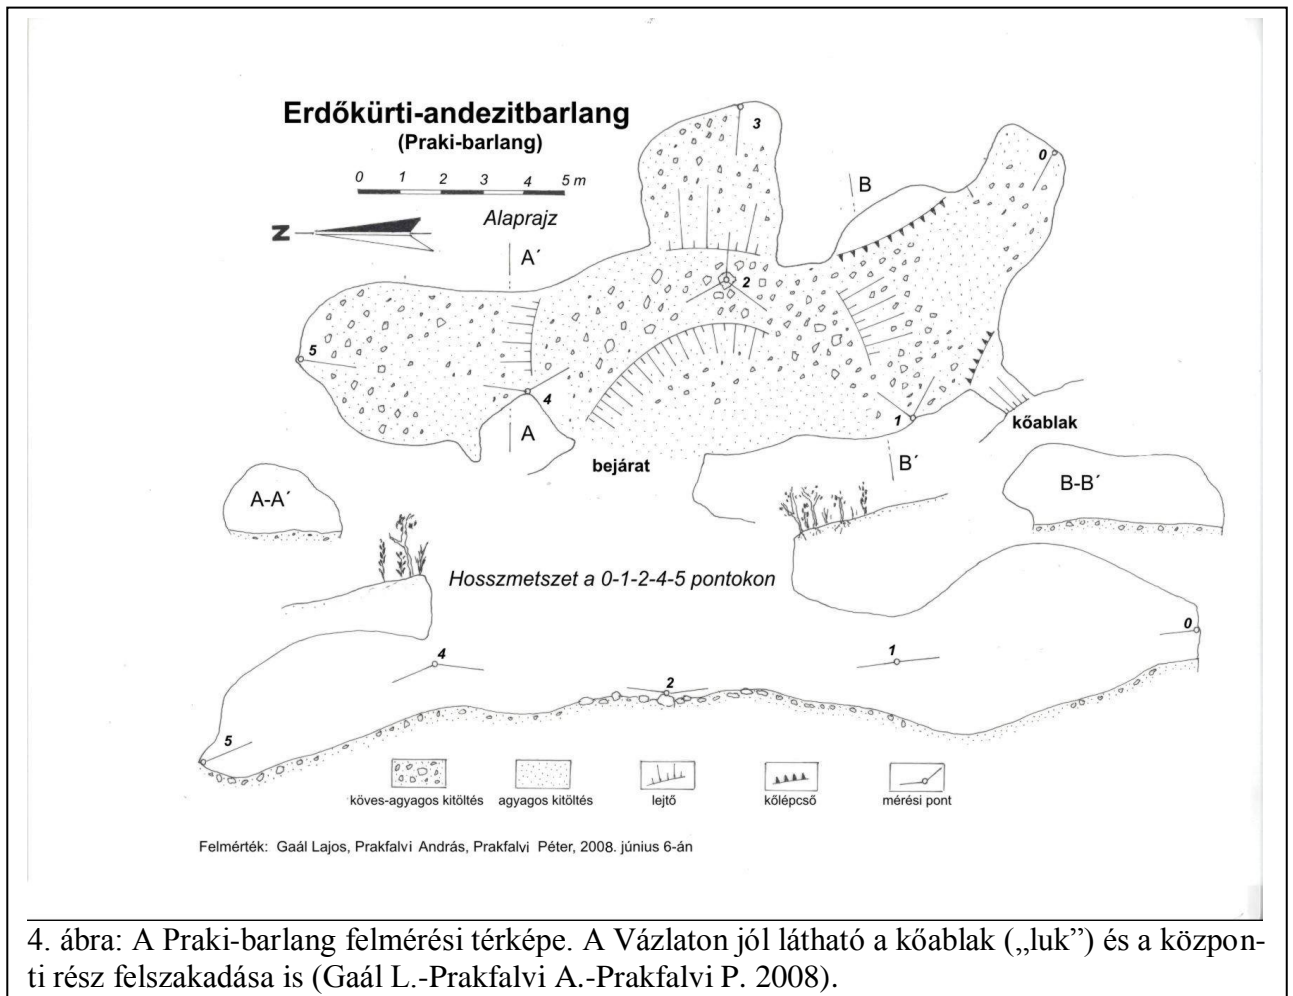 Erdőkürti-andezitbarlang
(Praki-barlang)
0 1 2 3 4 5 m
N
Alaprajz
A´
B
3
0
2
5
4
1
A
B´
kőablak
bejárat
A-A´
B-B´
Hosszmetszet a 0-1-2-4-5 pontokon
0
4
1
2
5
köves-agyagos kitöltés
agyagos kitöltés
lejtő
kőlépcső
mérési pont
Felmérték: Gaál Lajos, Prakfalvi András, Prakfalvi Péter, 2008. június 6-án
4. ábra: A Praki-barlang felmérési térképe. A Vázlaton jól látható a kőablak („luk”) és a közpon-
ti rész felszakadása is (Gaál L.-Prakfalvi A.-Prakfalvi P. 2008).